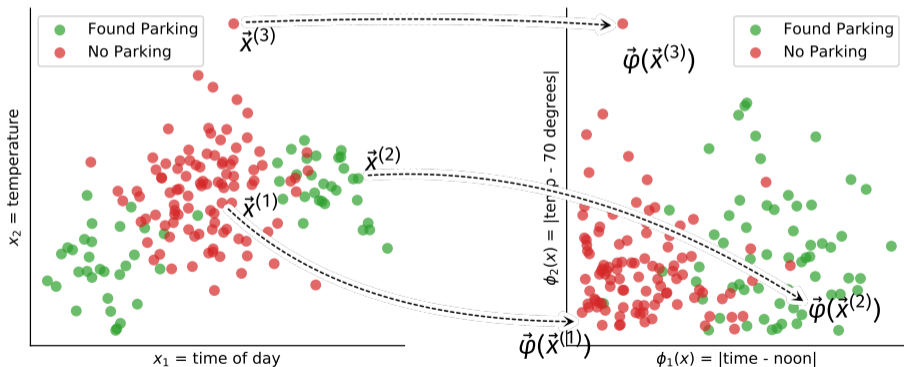 Found Parking
No Parking
x⃗⁽³⁾
x⃗⁽²⁾
x⃗⁽¹⁾
x₂ = temperature
x₁ = time of day
Found Parking
No Parking
φ⃗(x⃗⁽³⁾)
φ⃗(x⃗⁽²⁾)
φ⃗(x⃗⁽¹⁾)
ϕ₂(x) = |temp - 70 degrees|
ϕ₁(x) = |time - noon|